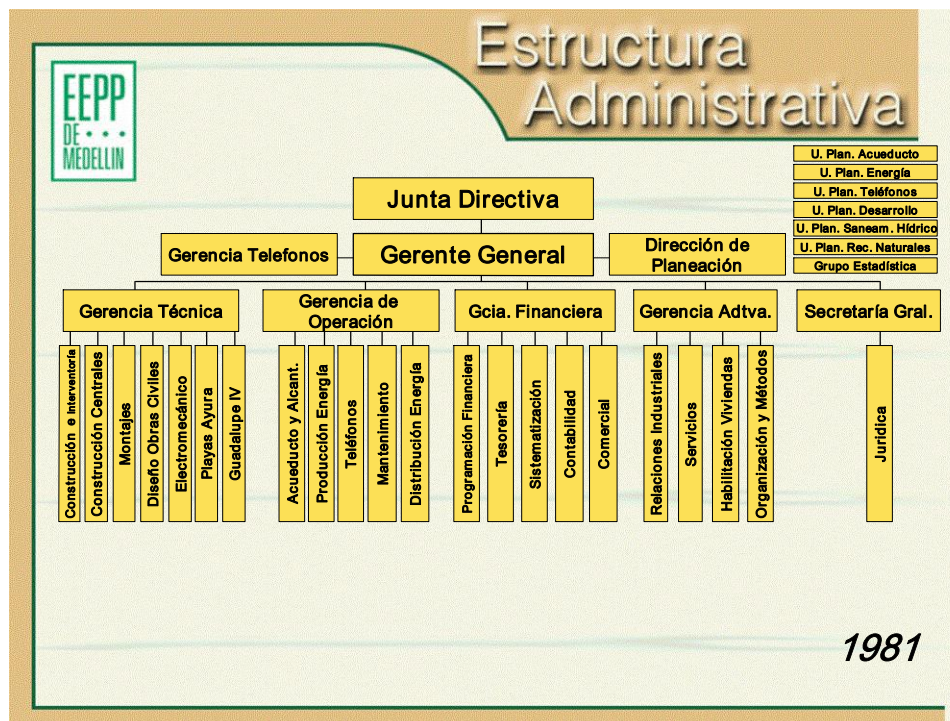 Estructura
Administrativa
EEPP
DE
MEDELLIN
U. Plan. Acueducto
U. Plan. Energía
U. Plan. Teléfonos
U. Plan. Desarrollo
U. Plan. Saneam. Hídrico
U. Plan. Rec. Naturales
Grupo Estadística
Junta Directiva
Gerencia Telefonos
Gerente General
Dirección de
Planeación
Gerencia Técnica
Gerencia de
Operación
Gcia. Financiera
Gerencia Adtva.
Secretaría Gral.
Construcción e Interventoría
Construcción Centrales
Montajes
Diseño Obras Civiles
Electromecánico
Playas Ayura
Guadalupe IV
Acueducto y Alcant.
Producción Energía
Teléfonos
Mantenimiento
Distribución Energía
Programación Financiera
Tesorería
Sistematización
Contabilidad
Comercial
Relaciones Industriales
Servicios
Habilitación Viviendas
Organización y Métodos
Juridica
1981